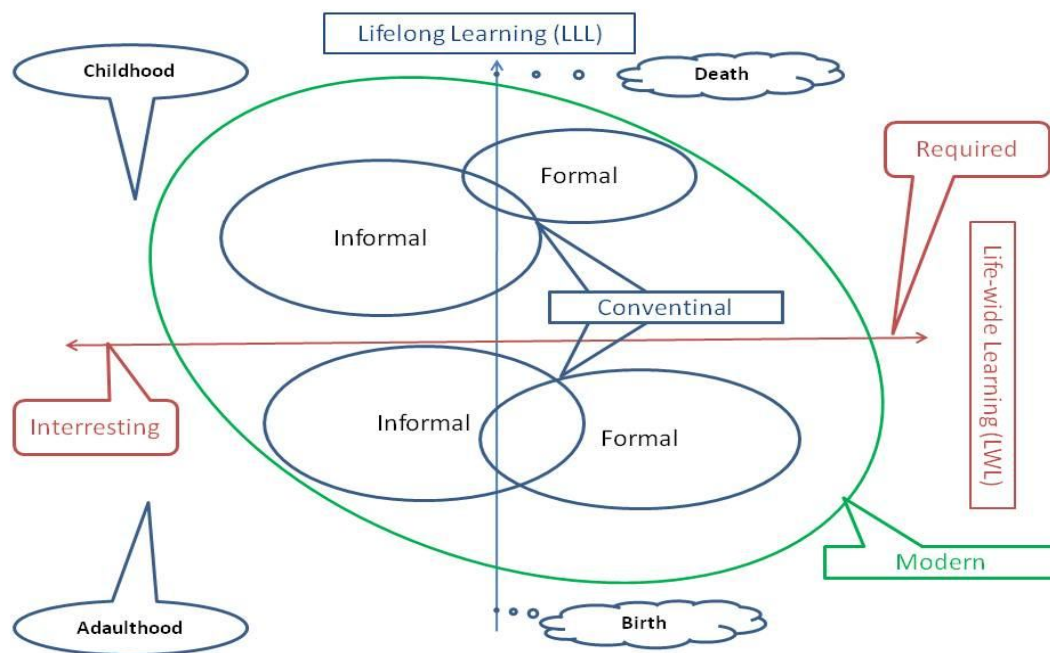 Lifelong Learning (LLL)
Childhood
Death
Required
Formal
Informal
Life-wide Learning (LWL)
Conventinal
Interresting
Informal
Formal
Modern
Adaulthood
Birth